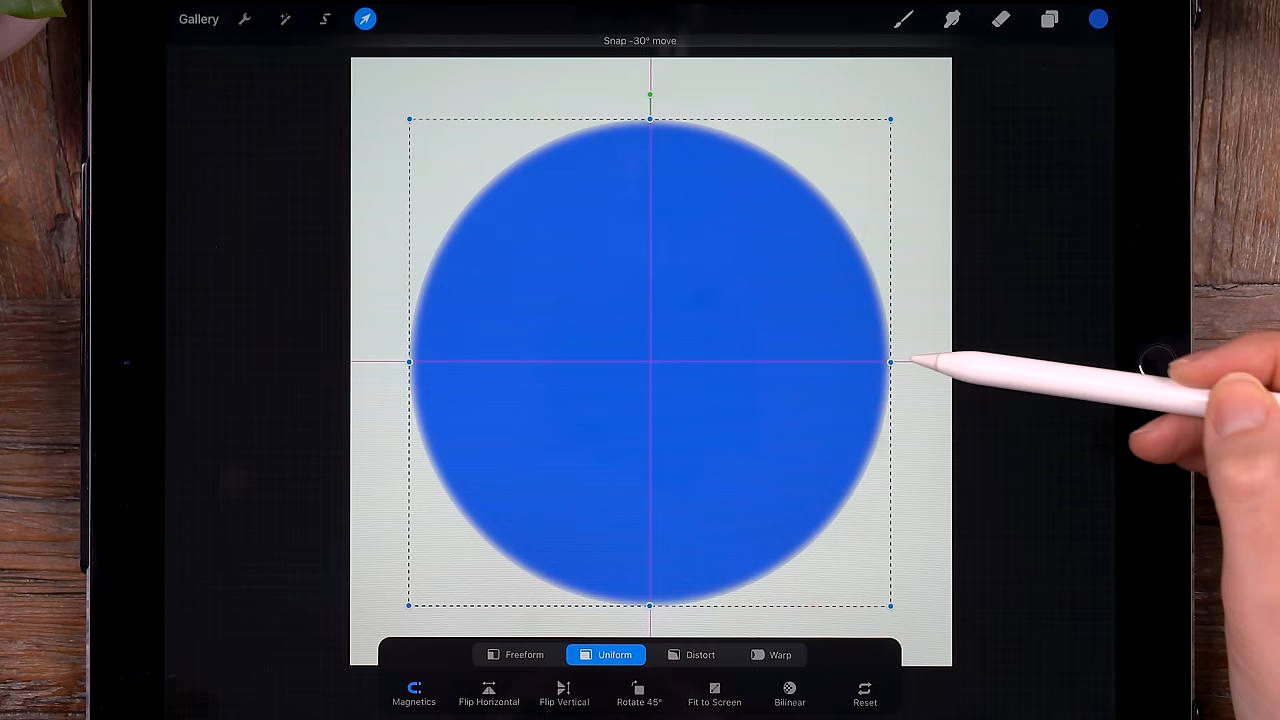 Gallery
Snap -30° move
Freeform Uniform Distort Warp
Magnetics Flip Horizontal Flip Vertical Rotate 45° Fit to Screen Bilinear Reset